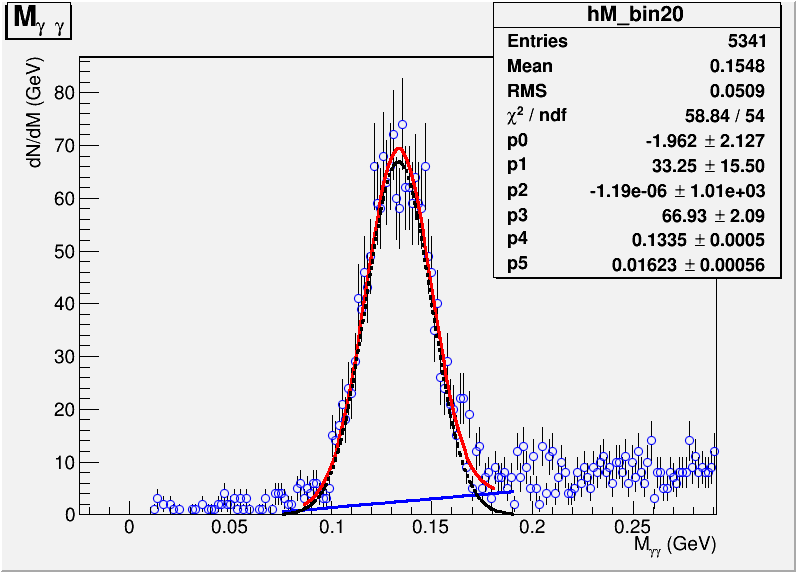 M γ γ
hM_bin20
Entries 5341
Mean 0.1548
RMS 0.0509
χ² / ndf 58.84 / 54
p0 -1.962 ± 2.127
p1 33.25 ± 15.50
p2 -1.19e-06 ± 1.01e+03
p3 66.93 ± 2.09
p4 0.1335 ± 0.0005
p5 0.01623 ± 0.00056
dN/dM (GeV)
80
70
60
50
40
30
20
10
0
0 0.05 0.1 0.15 0.2 0.25
Mγγ (GeV)